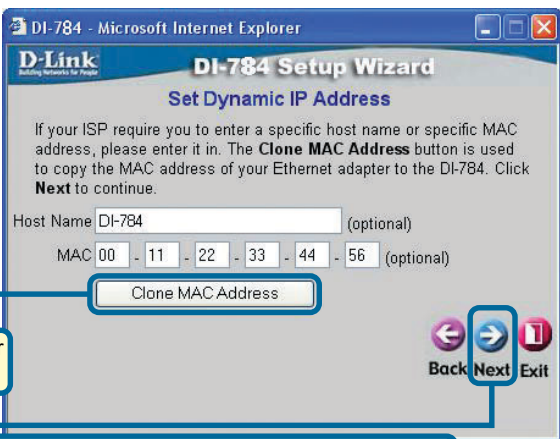 DI-784 - Microsoft Internet Explorer
D-Link
Building Networks for People
DI-784 Setup Wizard
Set Dynamic IP Address
If your ISP require you to enter a specific host name or specific MAC
address, please enter it in. The Clone MAC Address button is used
to copy the MAC address of your Ethernet adapter to the DI-784. Click
Next to continue.
Host Name DI-784 (optional)
MAC 00 - 11 - 22 - 33 - 44 - 56 (optional)
Clone MAC Address
Back Next Exit